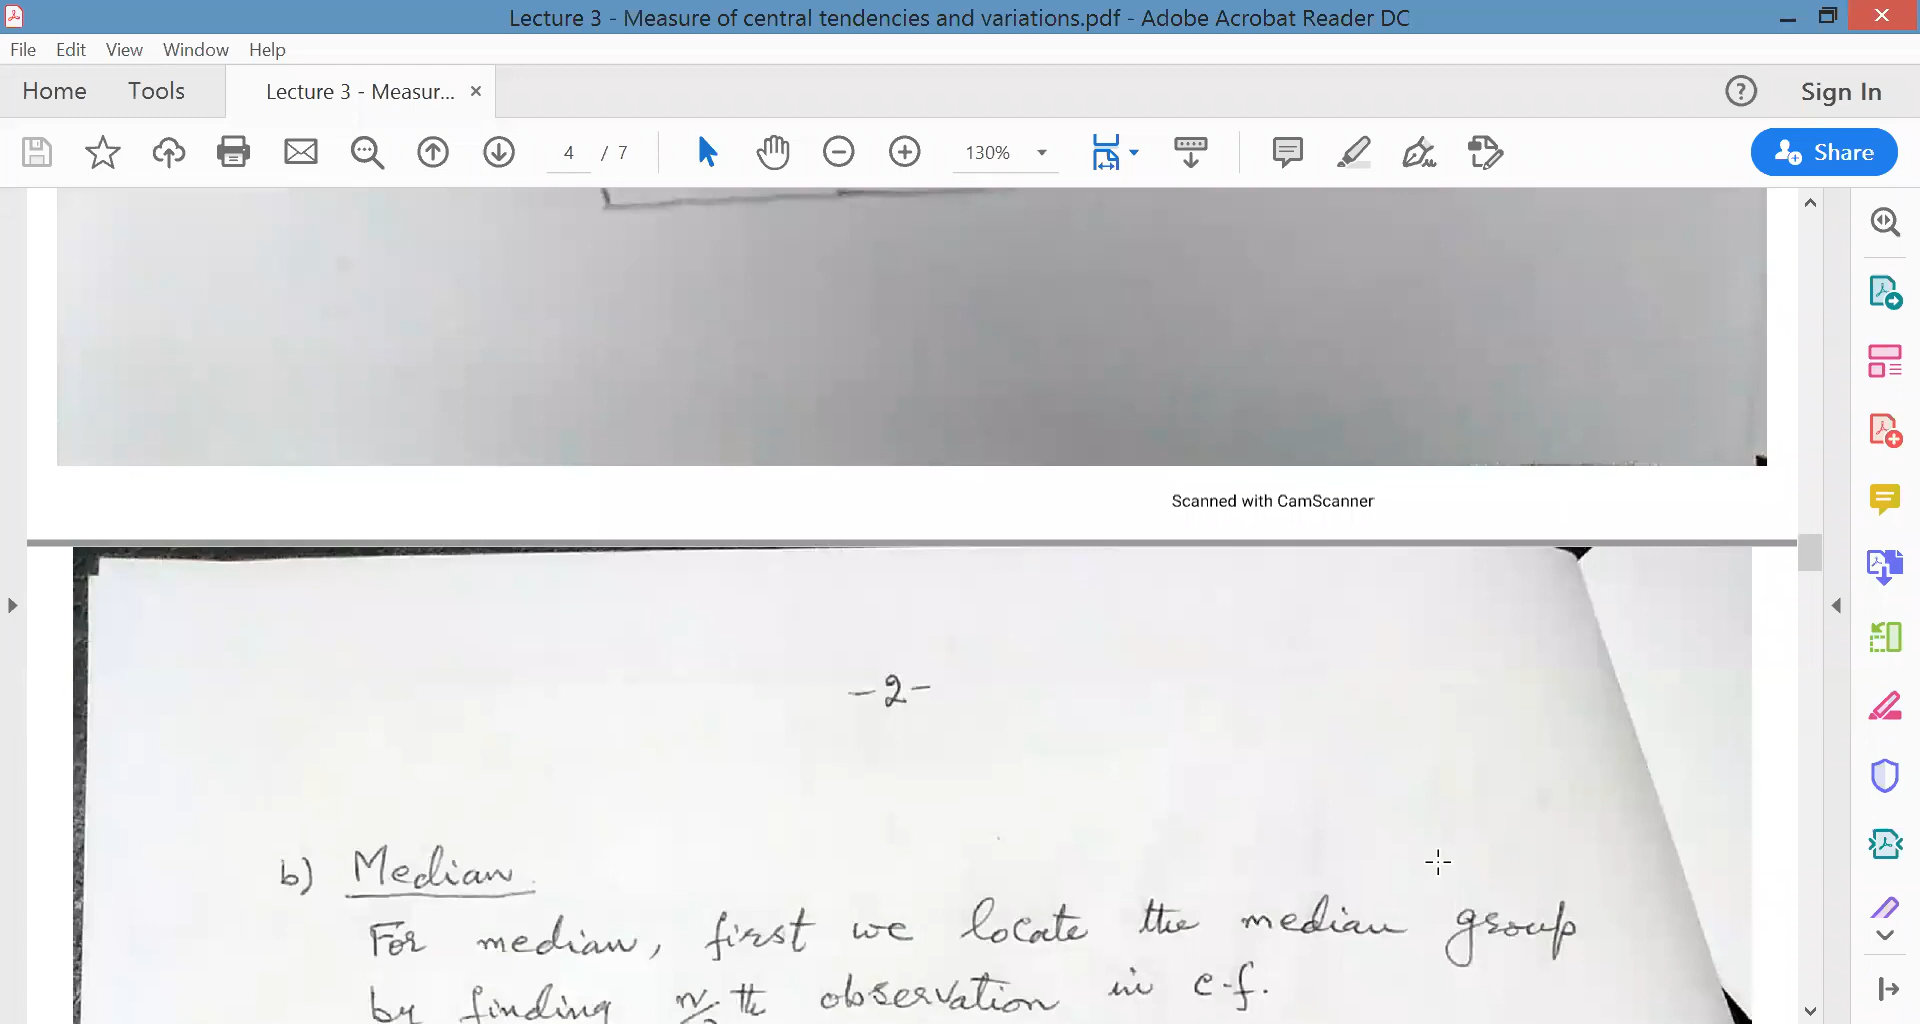 Lecture 3 - Measure of central tendencies and variations.pdf - Adobe Acrobat Reader DC
File Edit View Window Help
Home Tools Lecture 3 - Measur... × Sign In
4 / 7 130% Share
Scanned with CamScanner
-2-
b) Median
For median, first we locate the median group
by finding n/2 th observation in c.f.